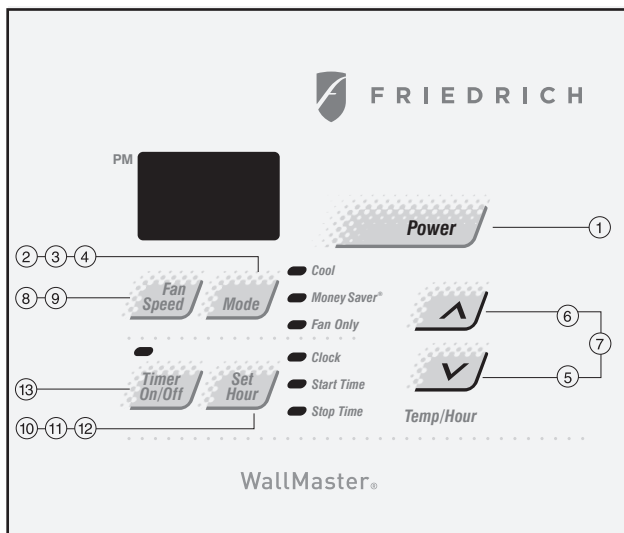 FRIEDRICH
PM
Power
1
2 3 4
Cool
Fan Speed
Mode
Money Saver®
8 9
Fan Only
6
7
Clock
Timer On/Off
Set Hour
Start Time
5
13
Stop Time
Temp/Hour
10 11 12
WallMaster®